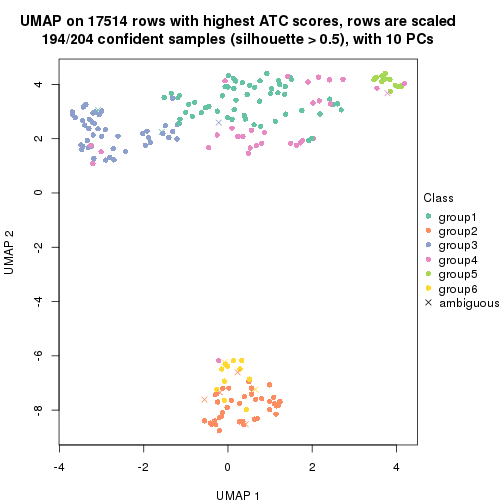 UMAP on 17514 rows with highest ATC scores, rows are scaled
194/204 confident samples (silhouette > 0.5), with 10 PCs
4
2
0
-2
-4
-6
-8
UMAP 2
-4
-2
0
2
4
UMAP 1
Class
group1
group2
group3
group4
group5
group6
ambiguous